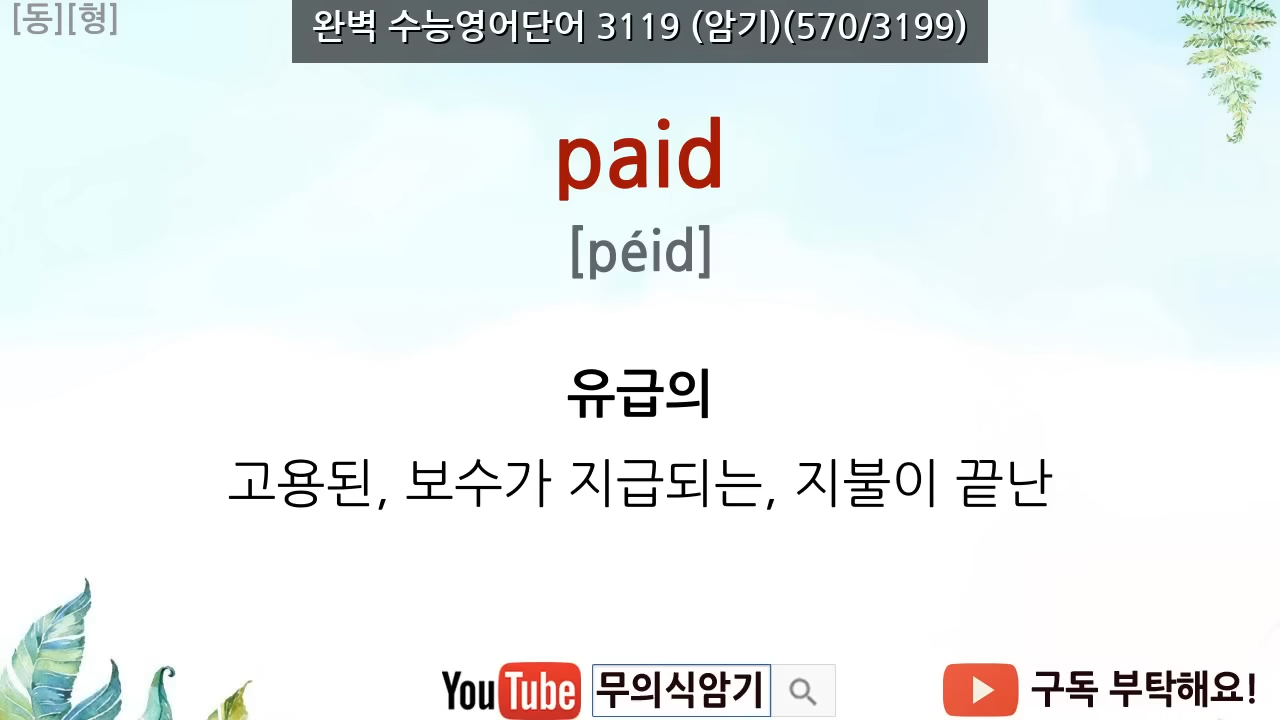 [동][형]
완벽 수능영어단어 3119 (암기)(570/3199)
paid
[péid]
유급의
고용된, 보수가 지급되는, 지불이 끝난
YouTube 무의식암기
구독 부탁해요!